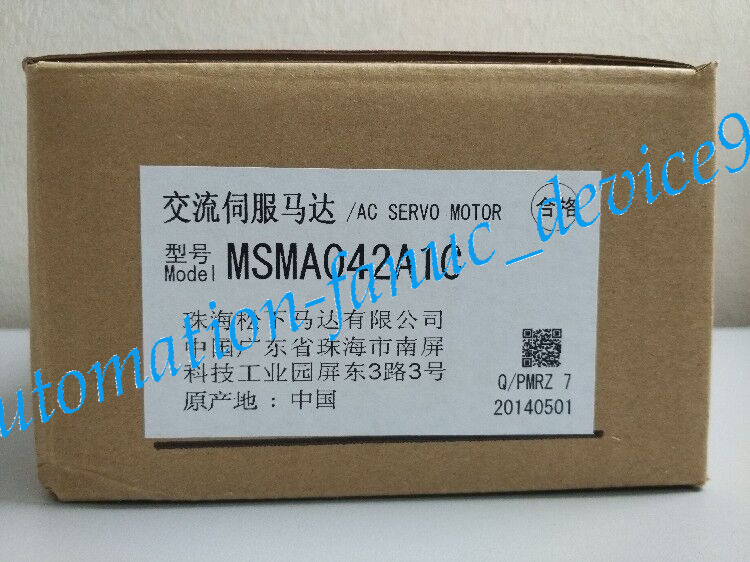 交流伺服马达 /AC SERVO MOTOR 合格
型号
Model MSMA042A1C
珠海松下马达有限公司
中国广东省珠海市南屏
科技工业园屏东3路3号
原产地：中国
Q/PMRZ 7
20140501
automation-fanuc_device9